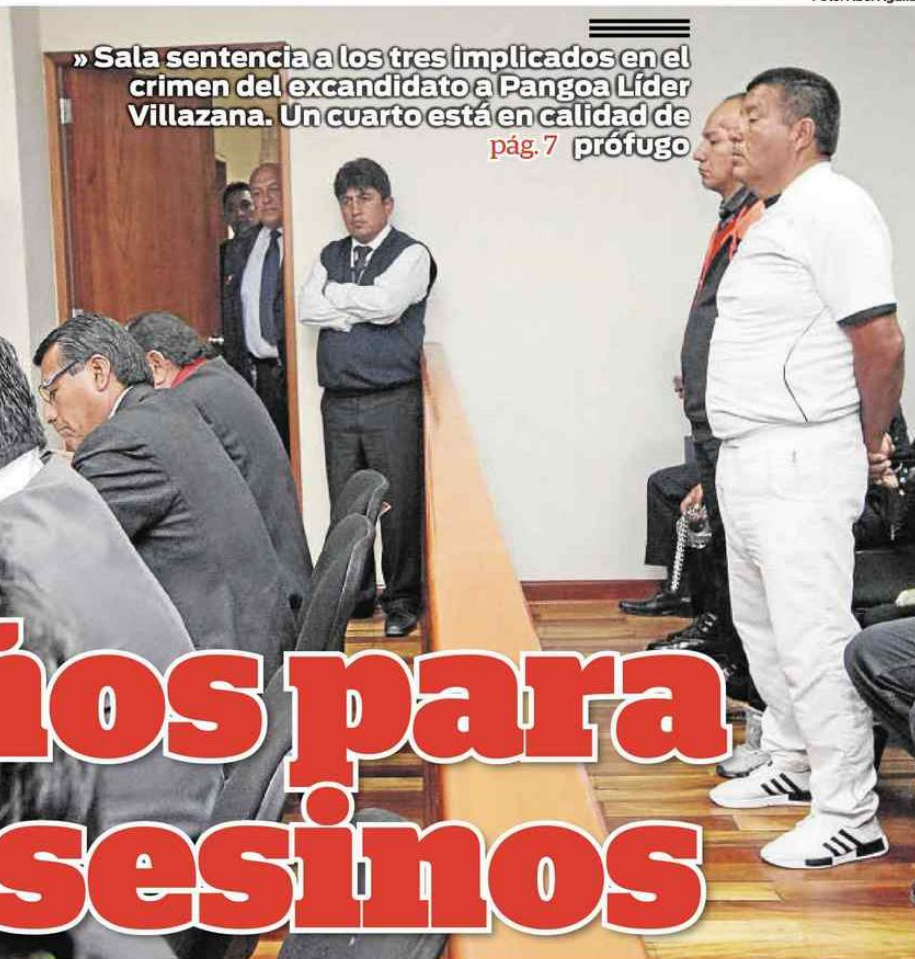 » Sala sentencia a los tres implicados en el
crimen del excandidato a Pangoa Líder
Villazana. Un cuarto está en calidad de
pág. 7 prófugo
ños para
sesinos